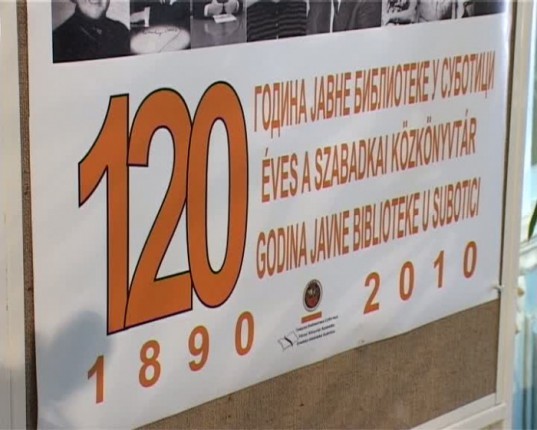 120
ГОДИНА ЈАВНЕ БИБЛИОТЕКЕ У СУБОТИЦИ
ÉVES A SZABADKAI KÖZKÖNYVTÁR
GODINA JAVNE BIBLIOTEKE U SUBOTICI
1890 2010